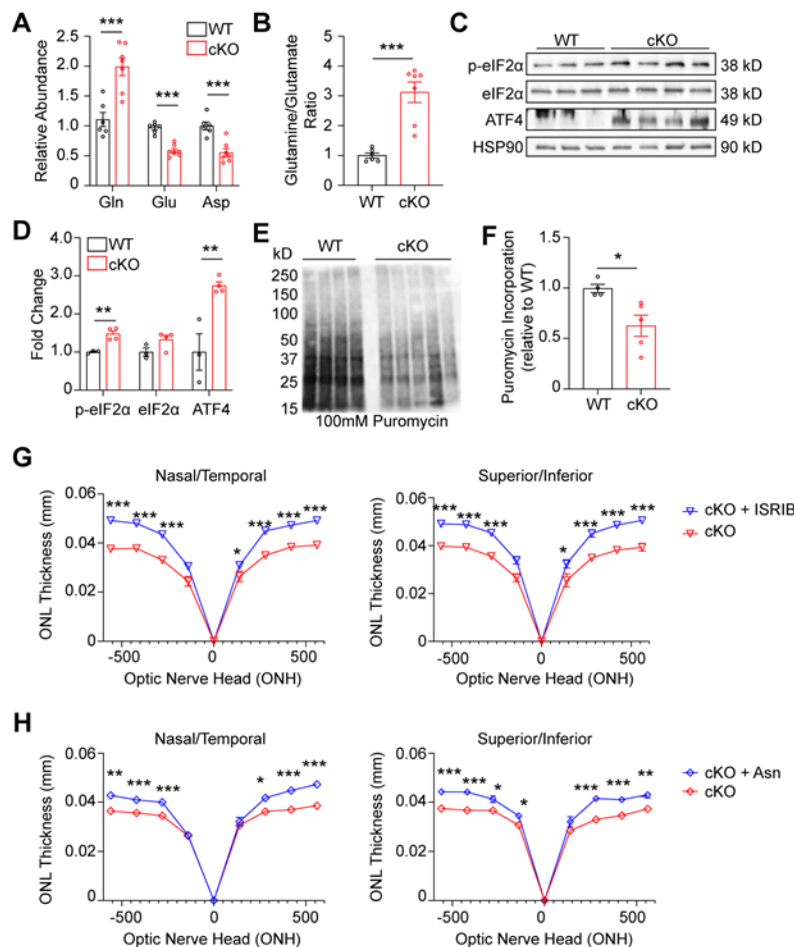 A
Relative Abundance
2.5
2.0
1.5
1.0
0.5
***
***
***
WT
cKO
Gln Glu Asp
B
Glutamine/Glutamate
Ratio
5
4
3
2
1
0
***
WT cKO
C
WT cKO
p-eIF2α 38 kD
eIF2α 38 kD
ATF4 49 kD
HSP90 90 kD
D
Fold Change
4.0
3.0
2.0
1.0
0
WT
cKO
**
**
p-eIF2α eIF2α ATF4
E
kD WT cKO
250
150
100
50
37
25
15
100mM Puromycin
F
Puromycin Incorporation
(relative to WT)
1.5
1.0
0.5
0
*
WT cKO
G
Nasal/Temporal
ONL Thickness (mm)
0.06
0.04
0.02
0
*** *** *** * *** *** ***
-500 0 500
Optic Nerve Head (ONH)
Superior/Inferior
ONL Thickness (mm)
0.06
0.04
0.02
0
*** *** *** * *** *** ***
-500 0 500
Optic Nerve Head (ONH)
cKO + ISRIB
cKO
H
Nasal/Temporal
ONL Thickness (mm)
0.06
0.04
0.02
0.00
** *** *** * *** ***
-500 0 500
Optic Nerve Head (ONH)
Superior/Inferior
ONL Thickness (mm)
0.06
0.04
0.02
0.00
*** *** * * *** *** **
-500 0 500
Optic Nerve Head (ONH)
cKO + Asn
cKO